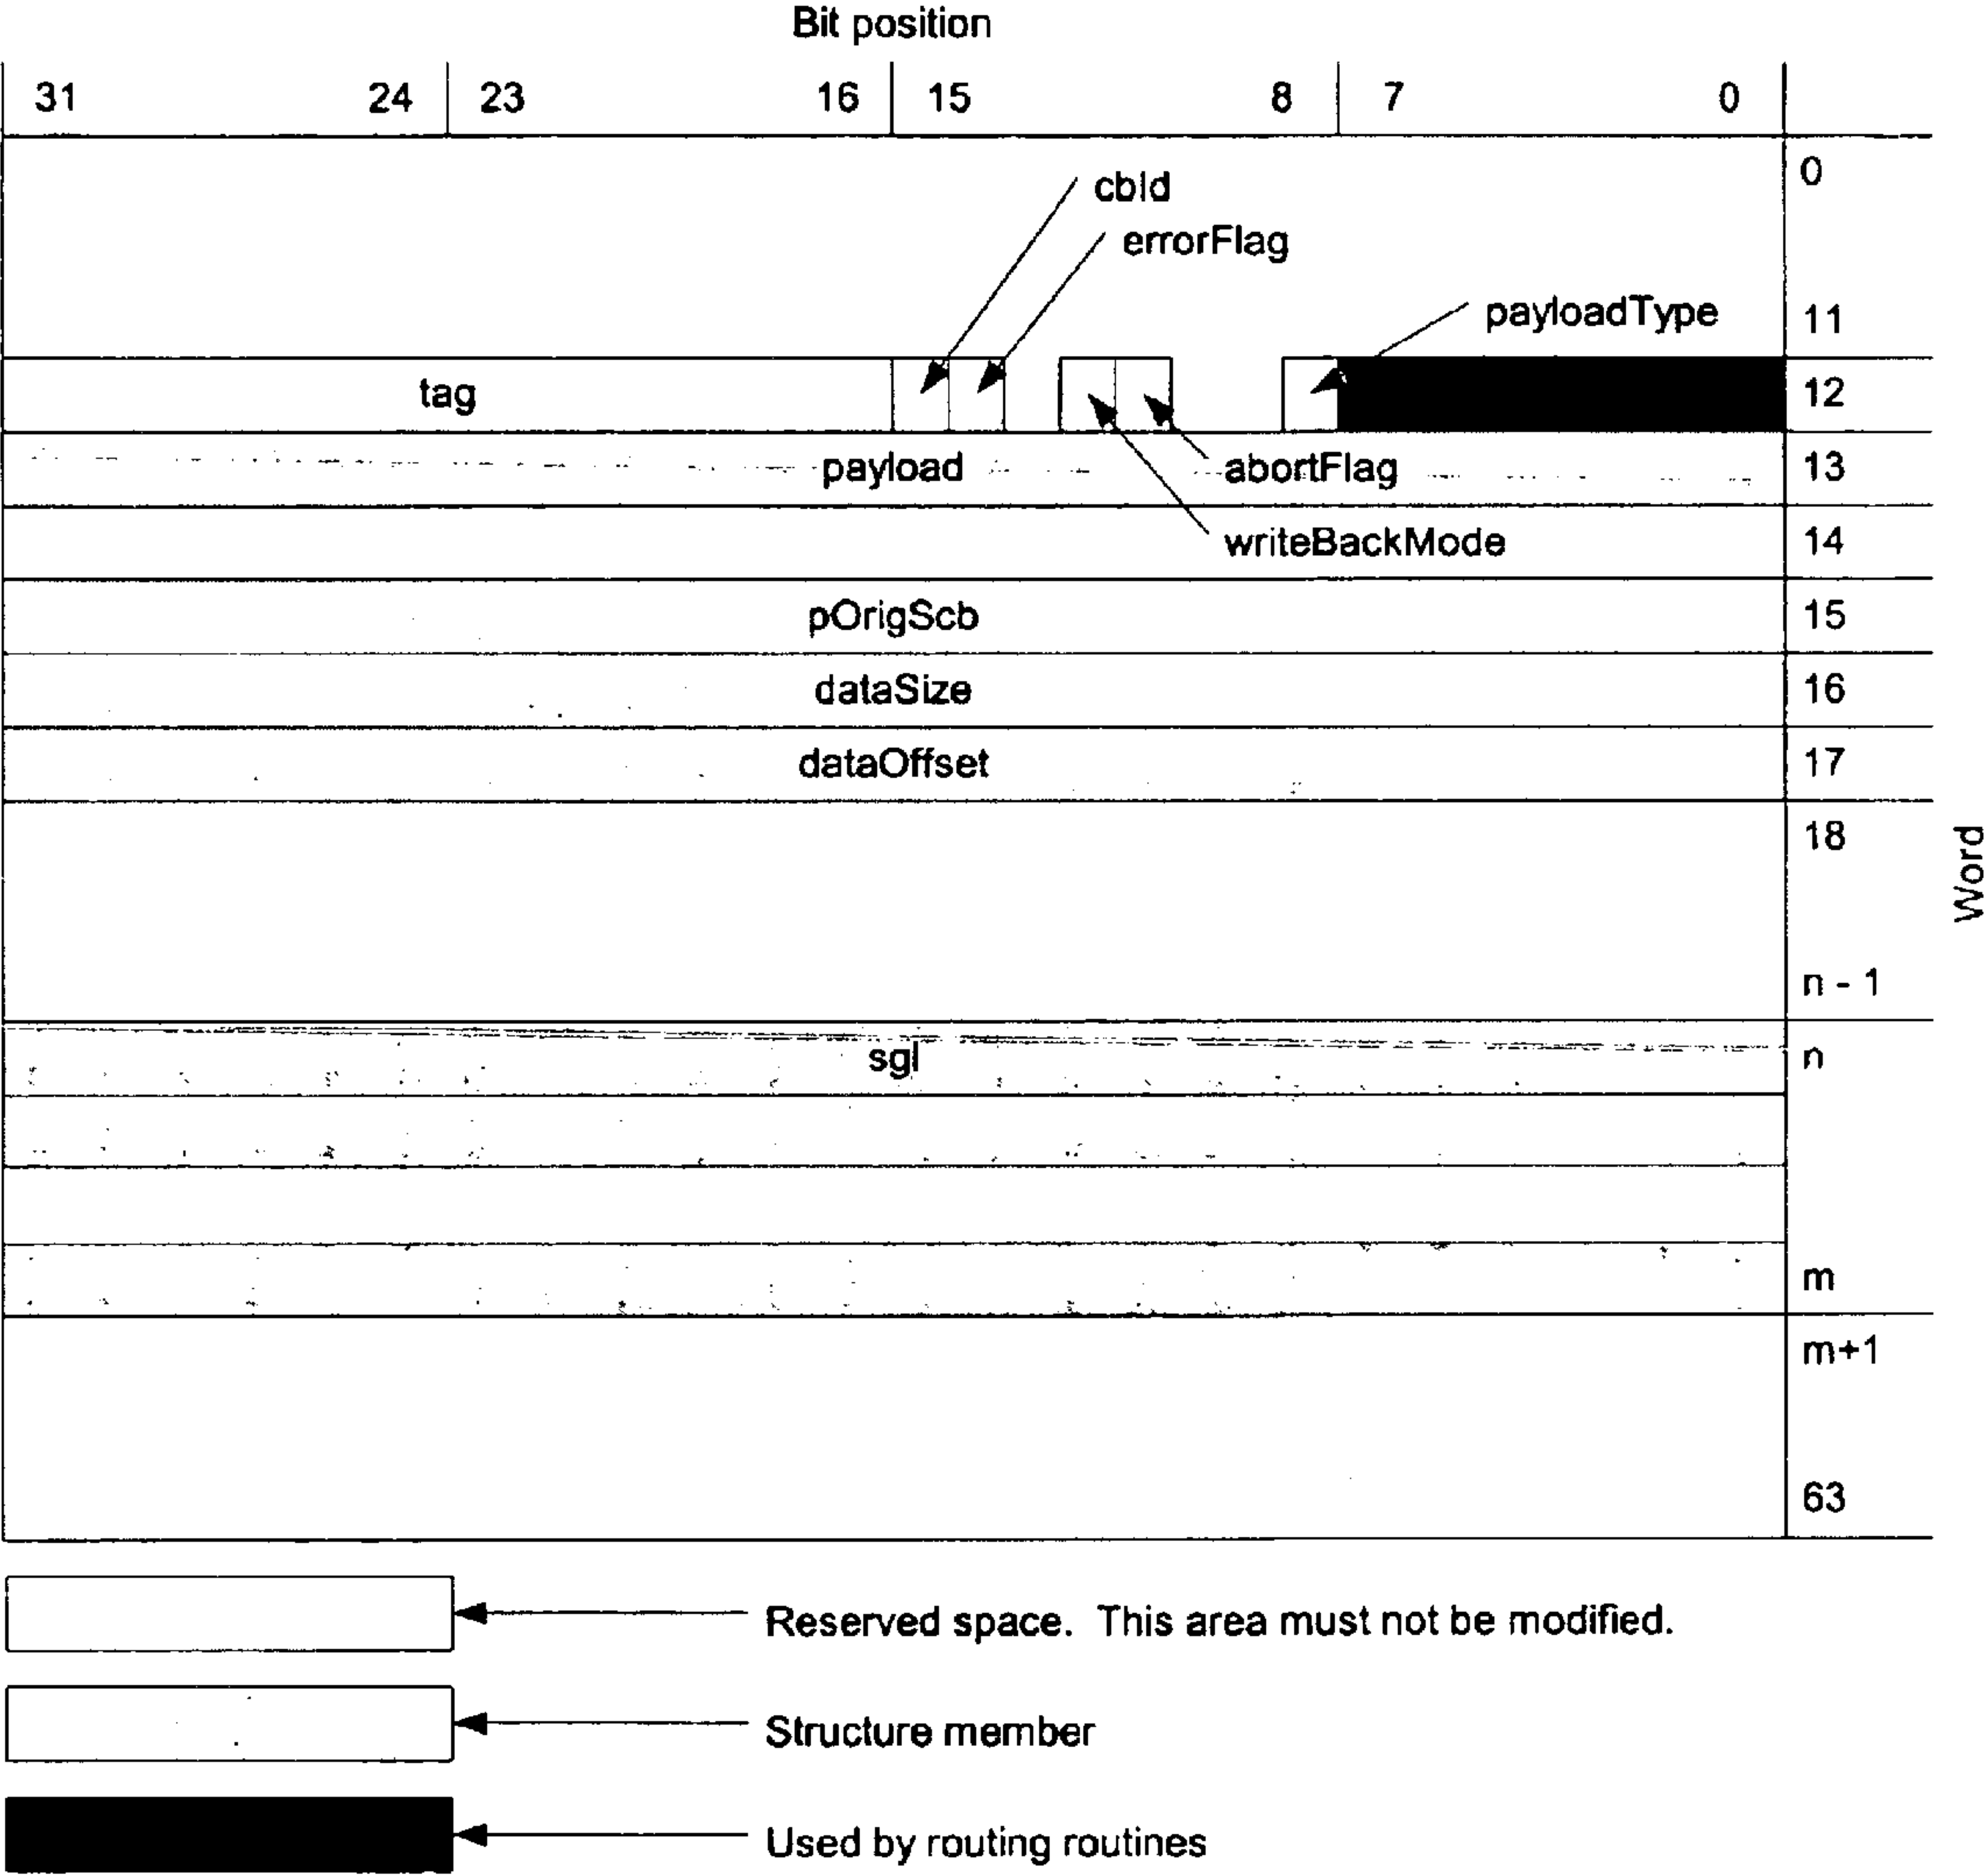 Bit position
31 24 23 16 15 8 7 0
0
cbId
errorFlag
payloadType
11
tag 12
payload abortFlag 13
writeBackMode 14
pOrigScb 15
dataSize 16
dataOffset 17
18
Word
n - 1
sgl n
m
m+1
63
Reserved space. This area must not be modified.
Structure member
Used by routing routines